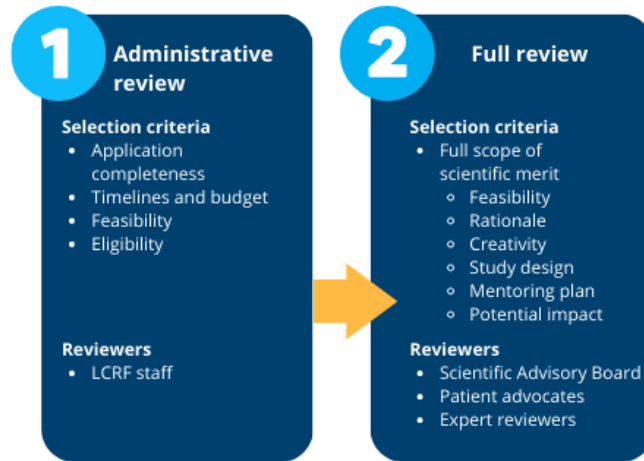 1
Administrative
review
Selection criteria
• Application
completeness
• Timelines and budget
• Feasibility
• Eligibility
Reviewers
• LCRF staff
2
Full review
Selection criteria
• Full scope of
scientific merit
◦ Feasibility
◦ Rationale
◦ Creativity
◦ Study design
◦ Mentoring plan
◦ Potential impact
Reviewers
• Scientific Advisory Board
• Patient advocates
• Expert reviewers